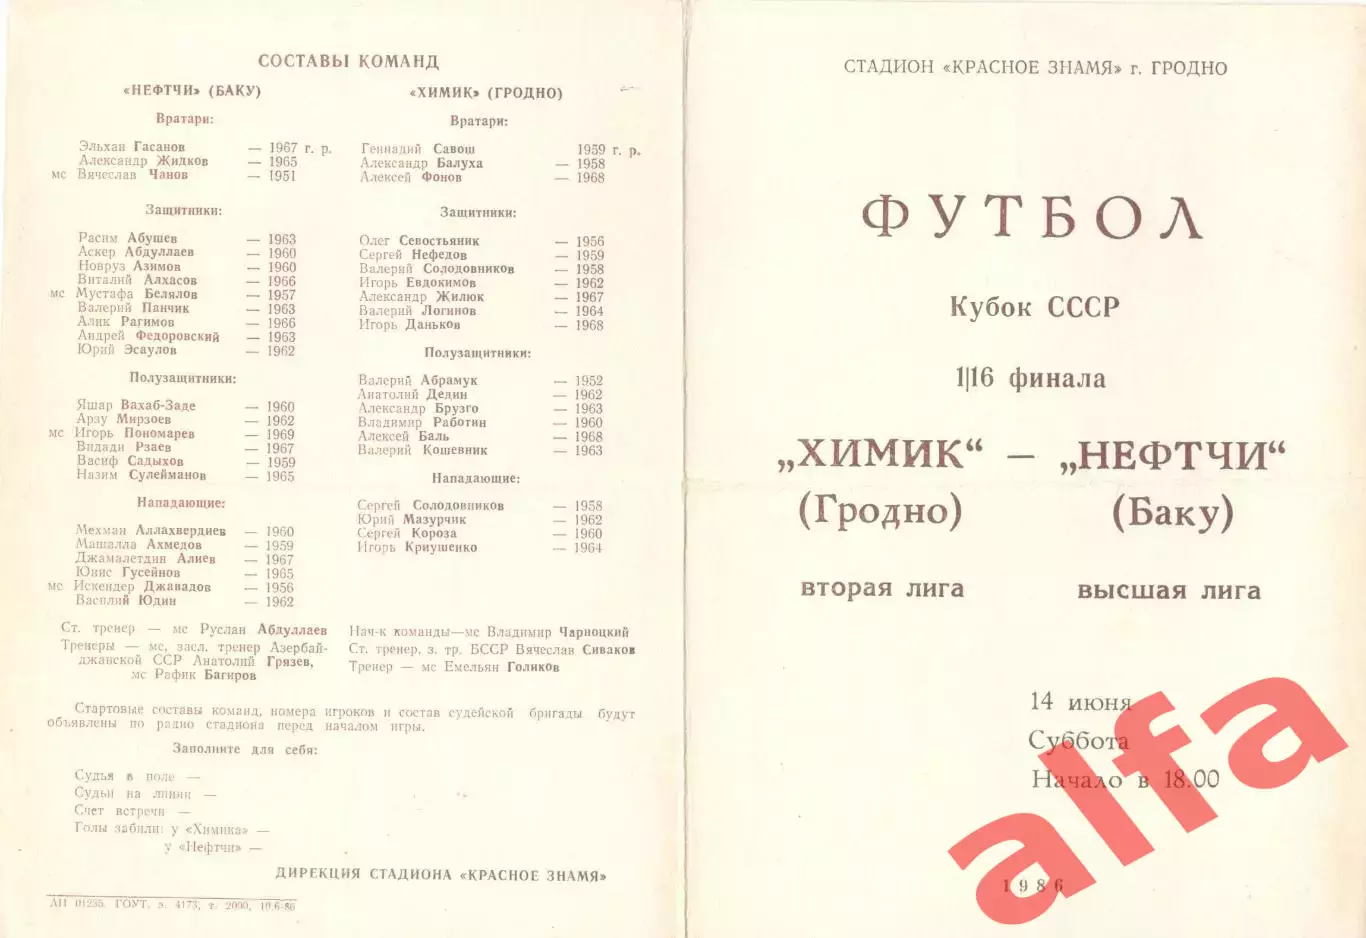 СОСТАВЫ КОМАНД
«НЕФТЧИ» (БАКУ)
Вратари:
Эльхан Гасанов — 1967 г. р.
Александр Жидков — 1965
мс Вячеслав Чанов — 1951
Защитники:
Расим Абушев — 1963
Аскер Абдуллаев — 1960
Новруз Азимов — 1960
Виталий Алхасов — 1966
мс Мустафа Белялов — 1957
Валерий Панчик — 1963
Алик Рагимов — 1966
Андрей Федоровский — 1963
Юрий Эсаулов — 1962
Полузащитники:
Яшар Вахаб-Заде — 1960
Арзу Мирзоев — 1962
мс Игорь Пономарев — 1969
Видади Рзаев — 1967
Васиф Садыхов — 1959
Назим Сулейманов — 1965
Нападающие:
Мехман Аллахвердиев — 1960
Машалла Ахмедов — 1959
Джамалетдин Алиев — 1967
Юнис Гусейнов — 1965
мс Искендер Джавадов — 1956
Василий Юдин — 1962
Ст. тренер — мс Руслан Абдуллаев
Тренеры — мс, засл. тренер Азербай-
джанской ССР Анатолий Грязев,
мс Рафик Багиров
«ХИМИК» (ГРОДНО)
Вратари:
Геннадий Савош 1959 г. р.
Александр Балуха — 1958
Алексей Фонов — 1968
Защитники:
Олег Севостьяник — 1956
Сергей Нефедов — 1959
Валерий Солодовников — 1958
Игорь Евдокимов — 1962
Александр Жилюк — 1967
Валерий Логинов — 1964
Игорь Даньков — 1968
Полузащитники:
Валерий Абрамук — 1952
Анатолий Дедин — 1962
Александр Брузго — 1963
Владимир Работин — 1960
Алексей Баль — 1968
Валерий Кошевник — 1963
Нападающие:
Сергей Солодовников — 1958
Юрий Мазурчик — 1962
Сергей Короза — 1960
Игорь Криушенко — 1964
Нач-к команды—мс Владимир Чарноцкий
Ст. тренер, з. тр. БССР Вячеслав Сиваков
Тренер — мс Емельян Голиков
Стартовые составы команд, номера игроков и состав судейской бригады будут
объявлены по радио стадиона перед началом игры.
Заполните для себя:
Судья в поле —
Судьи на линии —
Счет встречи —
Голы забили: у «Химика» —
у «Нефтчи» —
ДИРЕКЦИЯ СТАДИОНА «КРАСНОЕ ЗНАМЯ»
АП 01235. ГОУТ. з. 4173, т. 2000, 10.6-86
СТАДИОН «КРАСНОЕ ЗНАМЯ» г. ГРОДНО
ФУТБОЛ
Кубок СССР
1|16 финала
„ХИМИК“ — „НЕФТЧИ“
(Гродно) (Баку)
вторая лига высшая лига
14 июня
Суббота
Начало в 18.00
1986
alfa